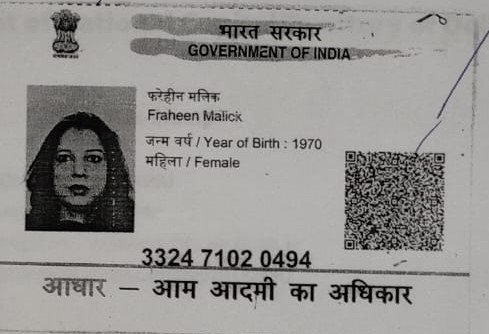 भारत सरकार
GOVERNMENT OF INDIA
फरेहीन मलिक
Fraheen Malick
जन्म वर्ष / Year of Birth : 1970
महिला / Female
3324 7102 0494
आधार – आम आदमी का अधिकार